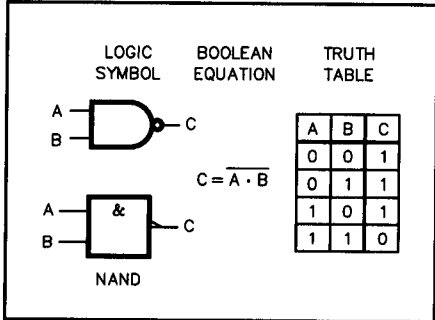 LOGIC SYMBOL
BOOLEAN EQUATION
TRUTH TABLE
A
B
C
A B C
0 0 1
0 1 1
1 0 1
1 1 0
C = \overline{A · B}
A
B
&
C
NAND